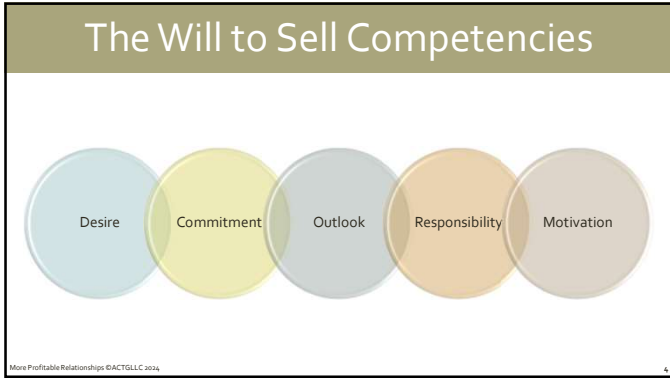 The Will to Sell Competencies
Desire
Commitment
Outlook
Responsibility
Motivation
More Profitable Relationships ©ACTGLLC 2024
4